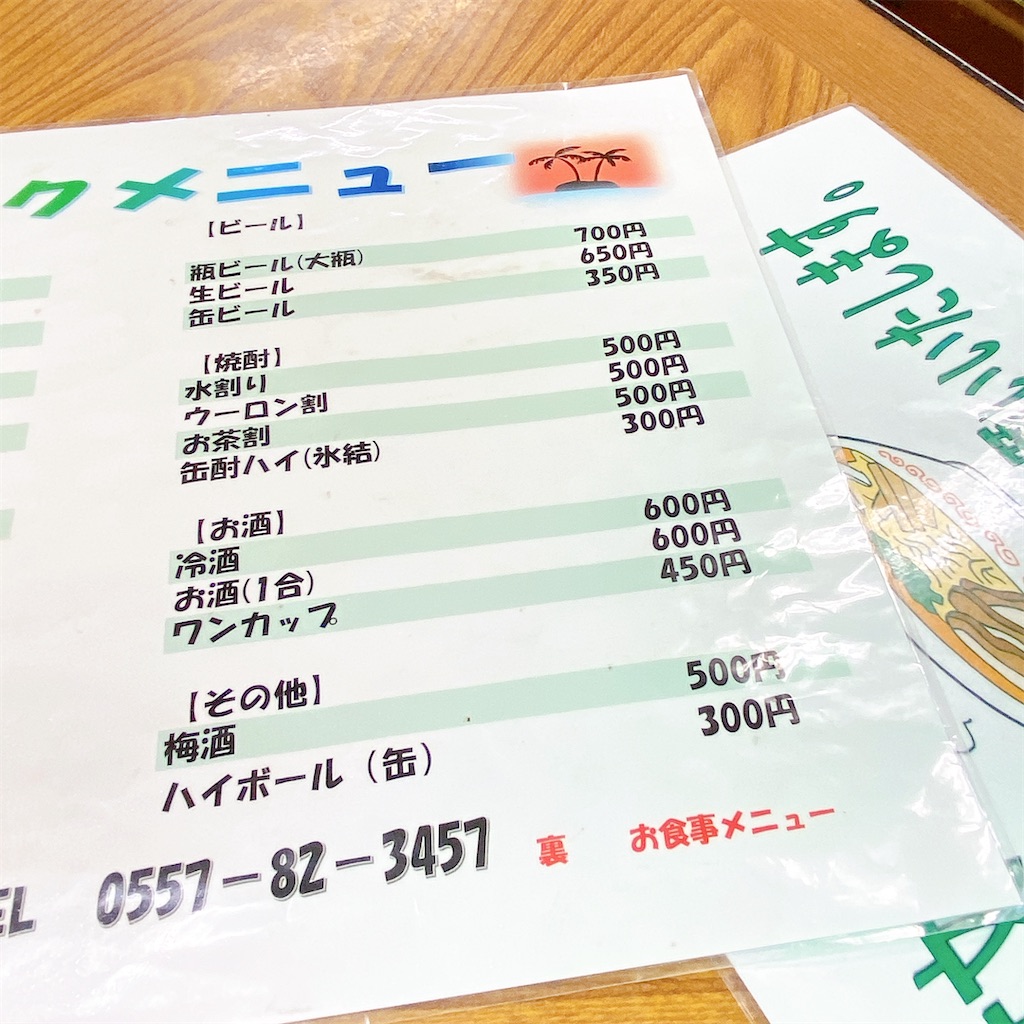 クメニュー
【ビール】
瓶ビール(大瓶) 700円
生ビール 650円
缶ビール 350円
【焼酎】
水割り 500円
ウーロン割 500円
お茶割 500円
缶酎ハイ(氷結) 300円
【お酒】
冷酒 600円
お酒(1合) 600円
ワンカップ 450円
【その他】
梅酒 500円
ハイボール（缶） 300円
EL 0557-82-3457 裏 お食事メニュー
いたします。